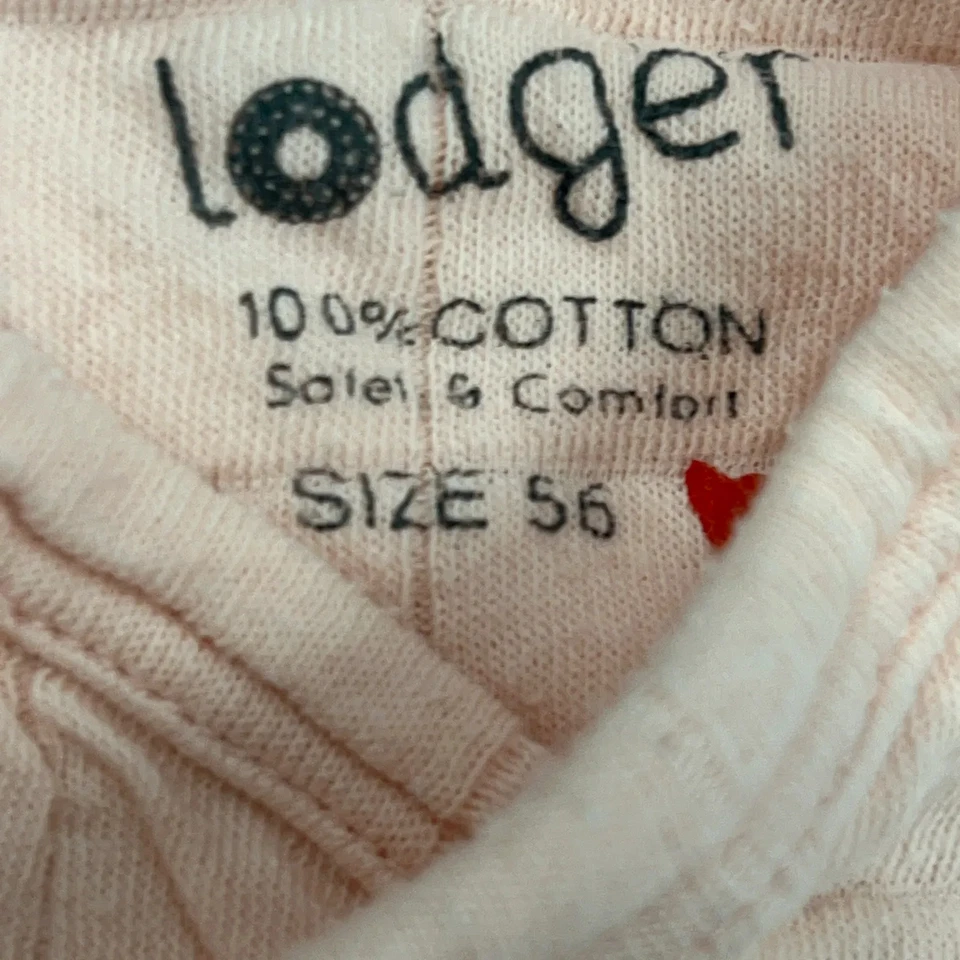 lodger
100% COTTON
Safety & Comfort
SIZE 56